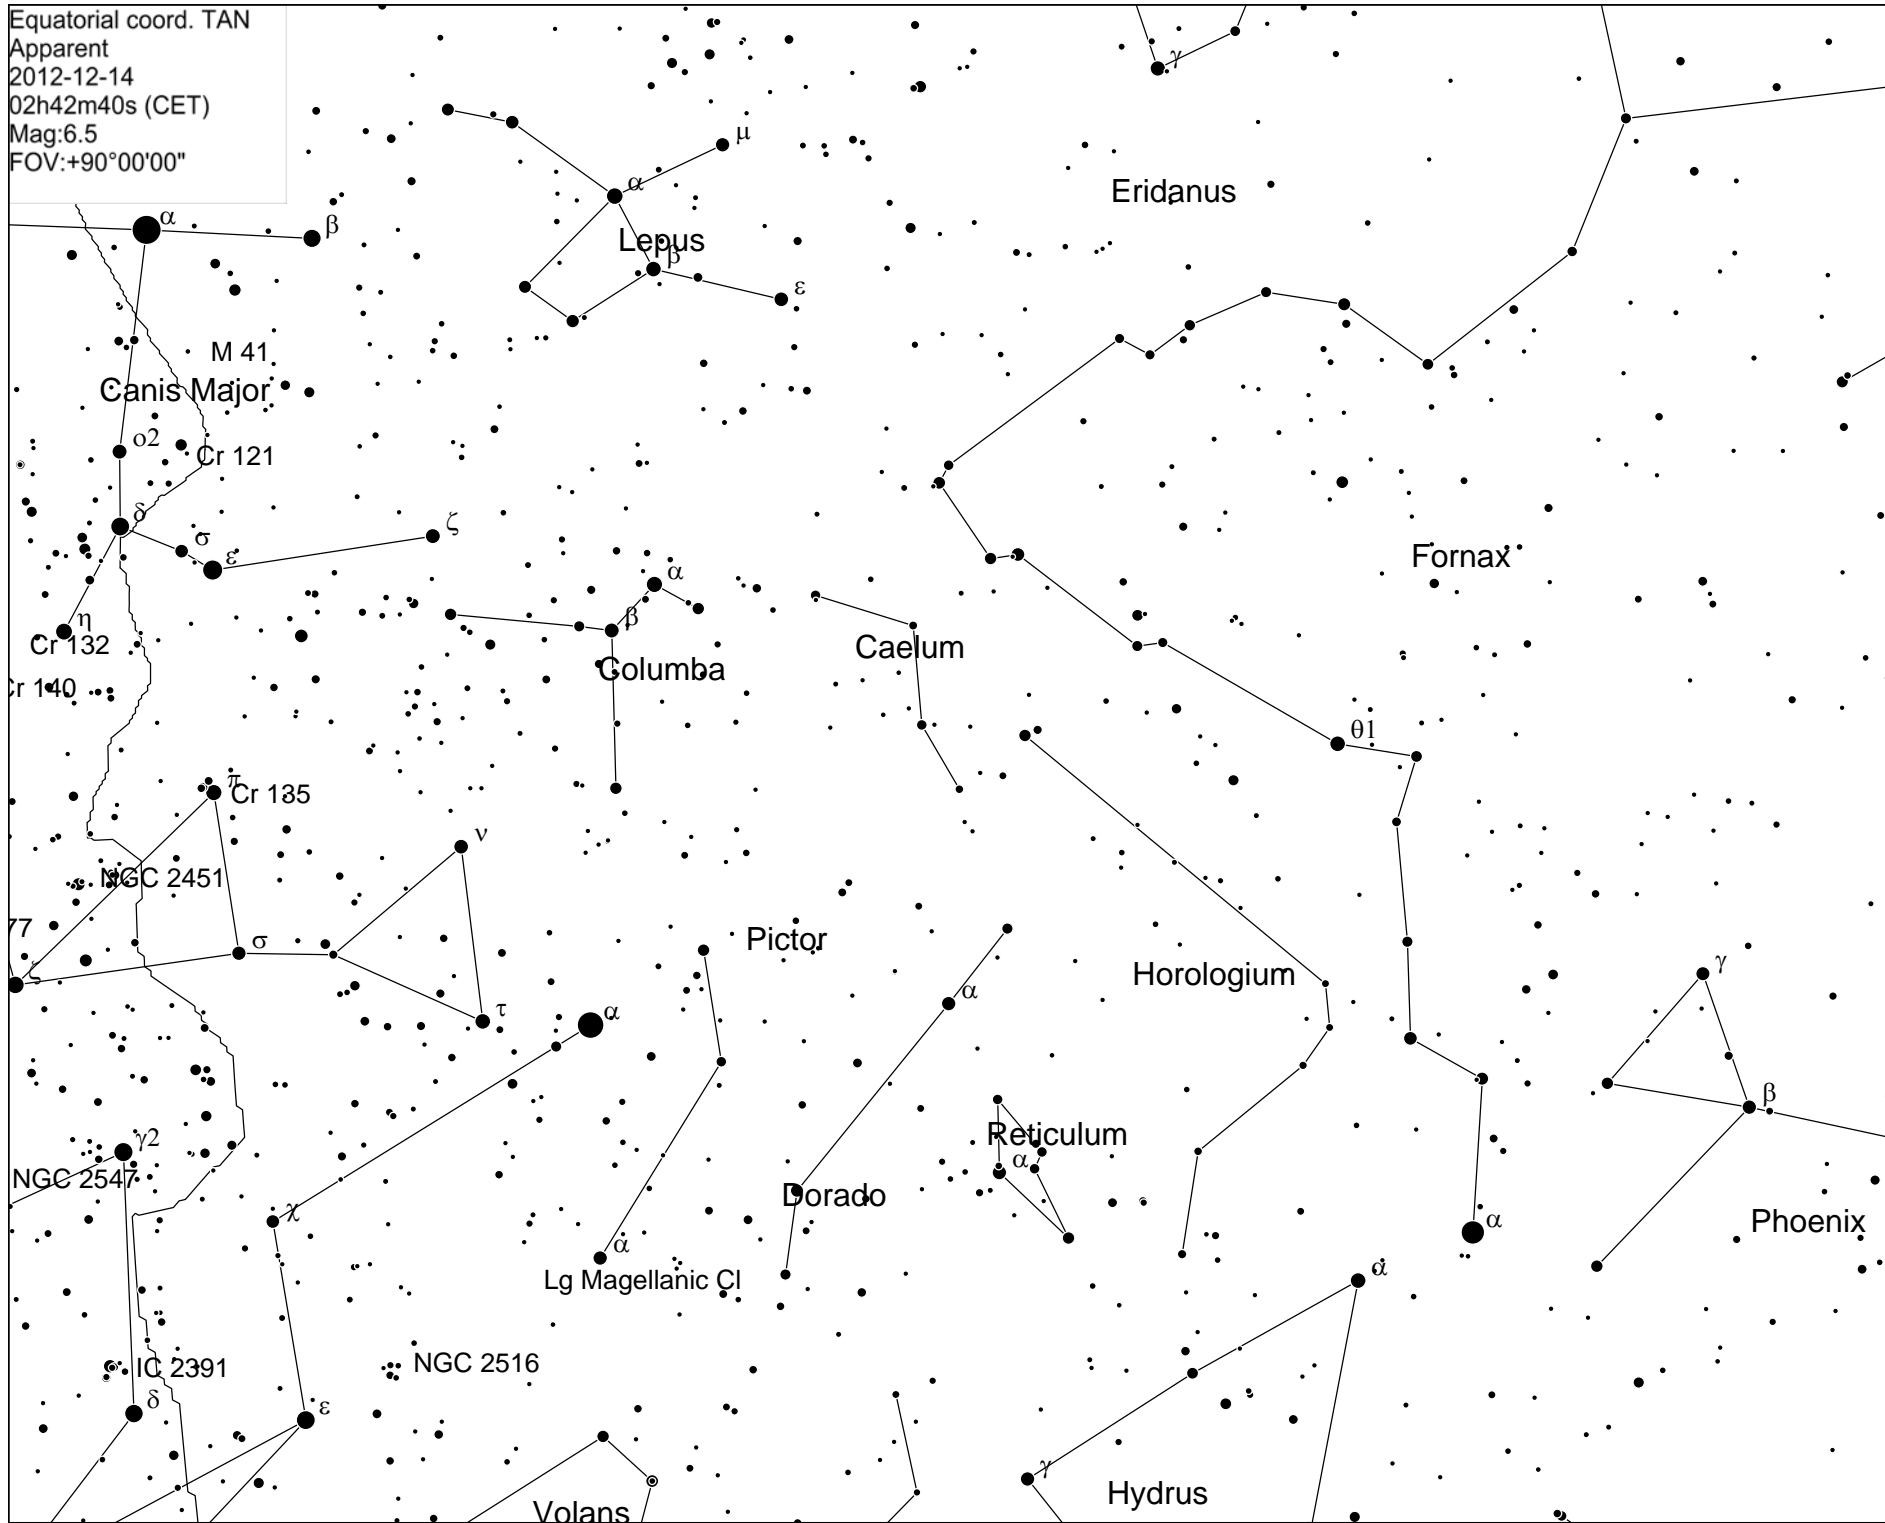 Equatorial coord. TAN
Apparent
2012-12-14
02h42m40s (CET)
Mag:6.5
FOV:+90°00'00"
γ
μ
α
Eridanus
α
β
Lepus
β
ε
M 41
Canis Major
ο2
Cr 121
δ
σ
ε
ζ
Fornax
α
η
β
Cr 132
Caelum
Columba
Cr 140
θ1
π
Cr 135
ν
NGC 2451
77
σ
Pictor
ζ
Horologium
γ
α
τ
α
β
Reticulum
γ2
α
NGC 2547
Dorado
χ
α
Phoenix
α
Lg Magellanic Cl
α
NGC 2516
IC 2391
δ
ε
γ
Hydrus
Volans